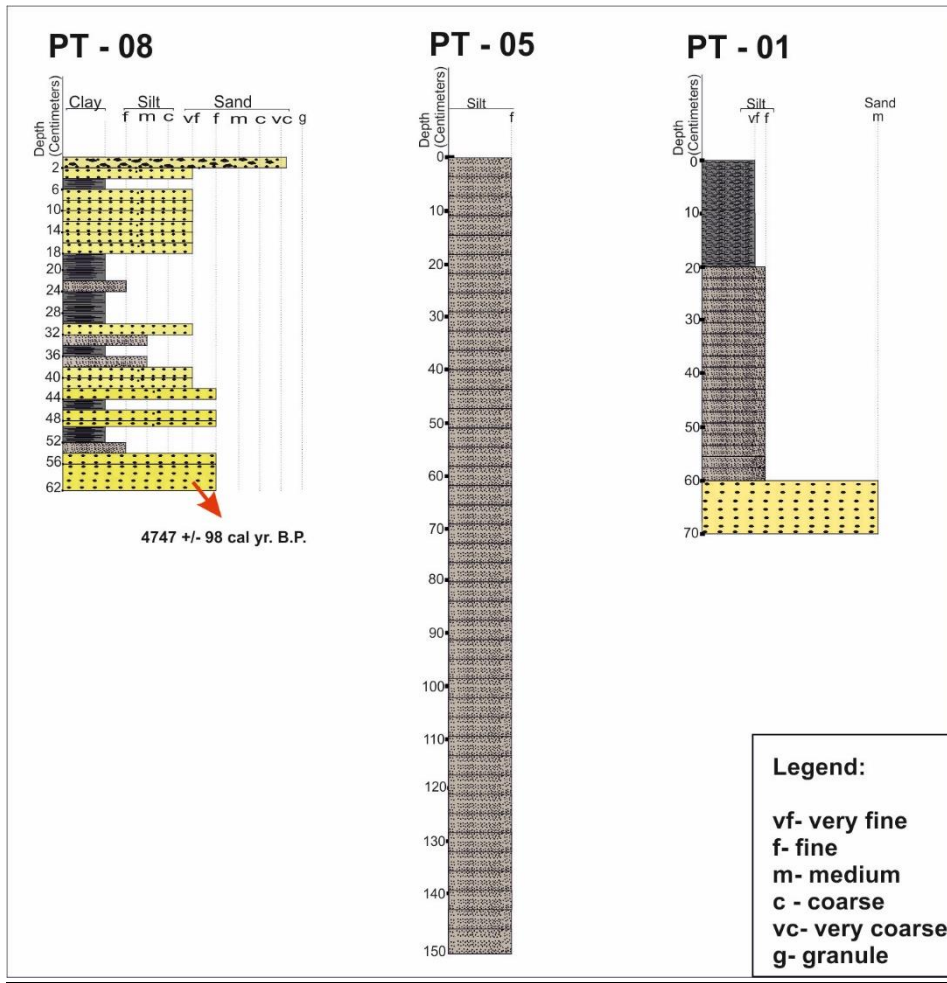 PT - 08
Depth
(Centimeters)
Clay Silt Sand
f m c vf f m c vc g
2
6
10
14
18
20
24
28
32
36
40
44
48
52
56
62
4747 +/- 98 cal yr. B.P.
PT - 05
Depth
(Centimeters)
Silt
f
0
10
20
30
40
50
60
70
80
90
100
110
120
130
140
150
PT - 01
Depth
(Centimeters)
Silt Sand
vf f m
0
10
20
30
40
50
60
70
Legend:
vf- very fine
f- fine
m- medium
c - coarse
vc- very coarse
g- granule